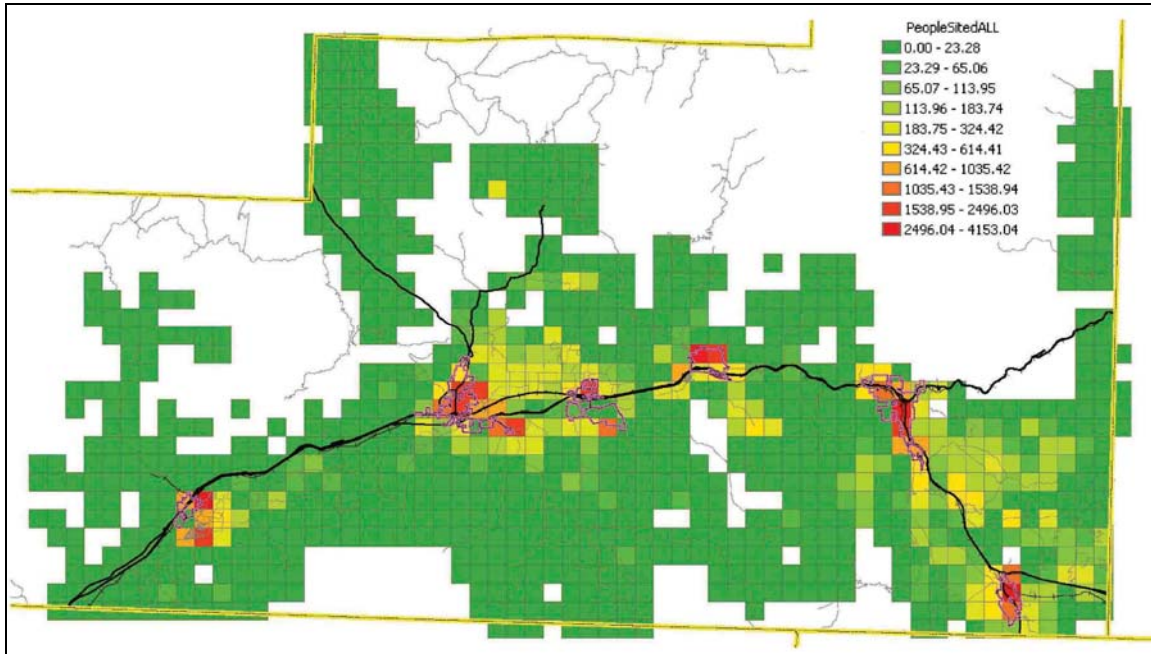 PeopleSitedALL
0.00 - 23.28
23.29 - 65.06
65.07 - 113.95
113.96 - 183.74
183.75 - 324.42
324.43 - 614.41
614.42 - 1035.42
1035.43 - 1538.94
1538.95 - 2496.03
2496.04 - 4153.04